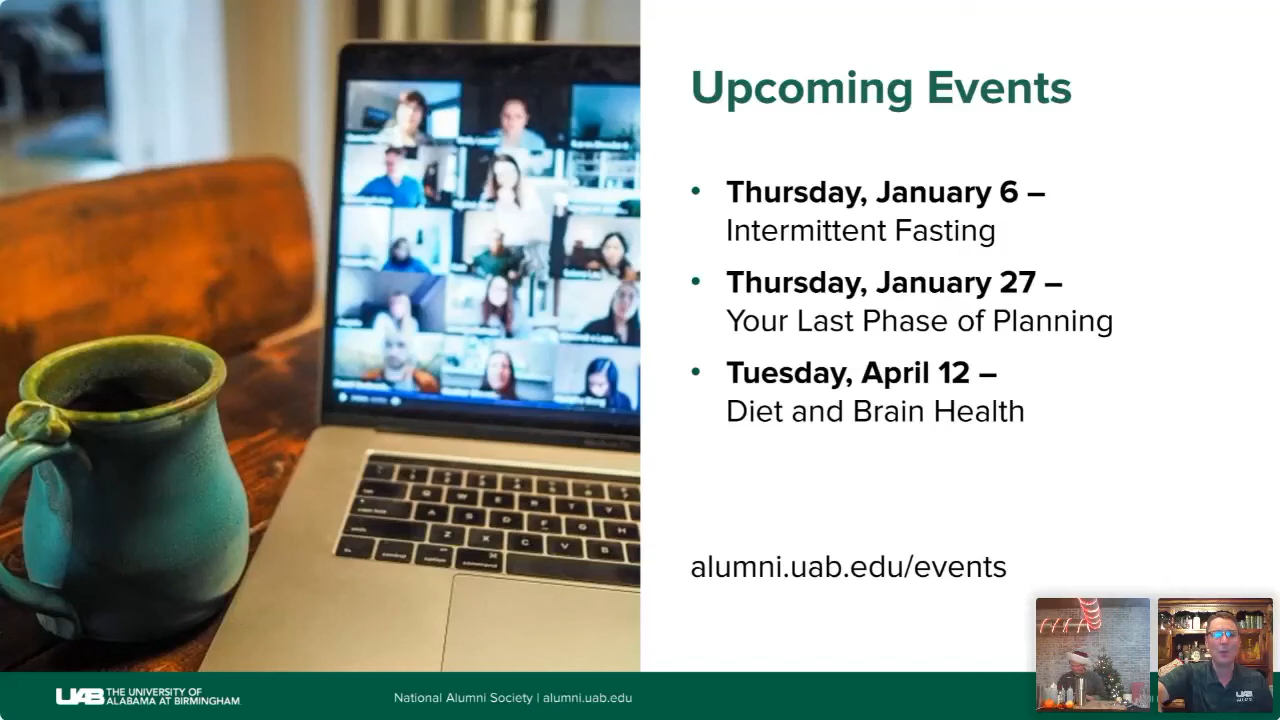 Upcoming Events
• Thursday, January 6 –
Intermittent Fasting
• Thursday, January 27 –
Your Last Phase of Planning
• Tuesday, April 12 –
Diet and Brain Health
alumni.uab.edu/events
UAB THE UNIVERSITY OF
ALABAMA AT BIRMINGHAM
National Alumni Society | alumni.uab.edu
UAB